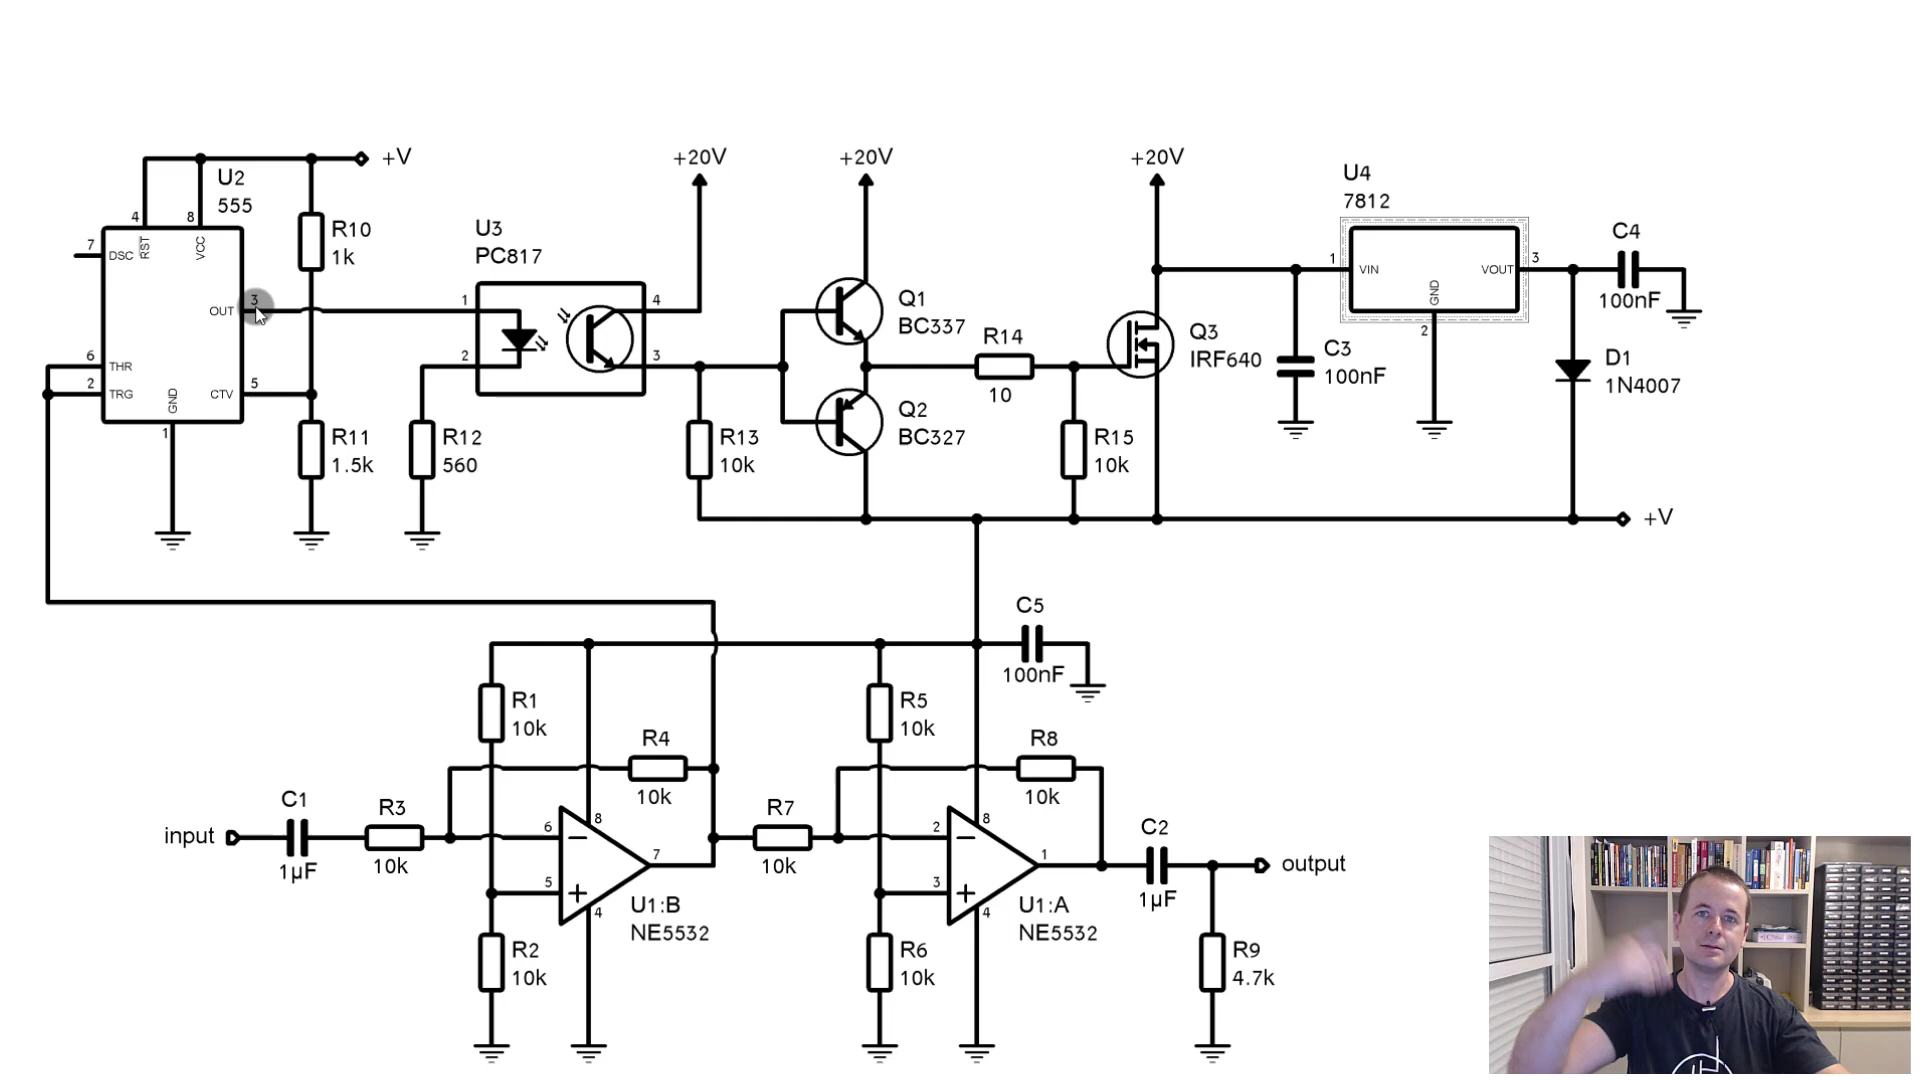 +V
+20V
+20V
+20V
U2
555
4
8
RST
VCC
7
DSC
R10
1k
OUT
3
6
THR
2
TRG
GND
CTV
5
1
R11
1.5k
R12
560
U3
PC817
1
2
4
3
R13
10k
Q1
BC337
Q2
BC327
R14
10
R15
10k
Q3
IRF640
C3
100nF
U4
7812
1
VIN
VOUT
3
GND
2
C4
100nF
D1
1N4007
+V
C5
100nF
R1
10k
R4
10k
R5
10k
R8
10k
input
C1
1µF
R3
10k
6
8
−
7
5
+
4
U1:B
NE5532
R2
10k
R7
10k
2
8
−
1
3
+
4
U1:A
NE5532
R6
10k
C2
1µF
output
R9
4.7k